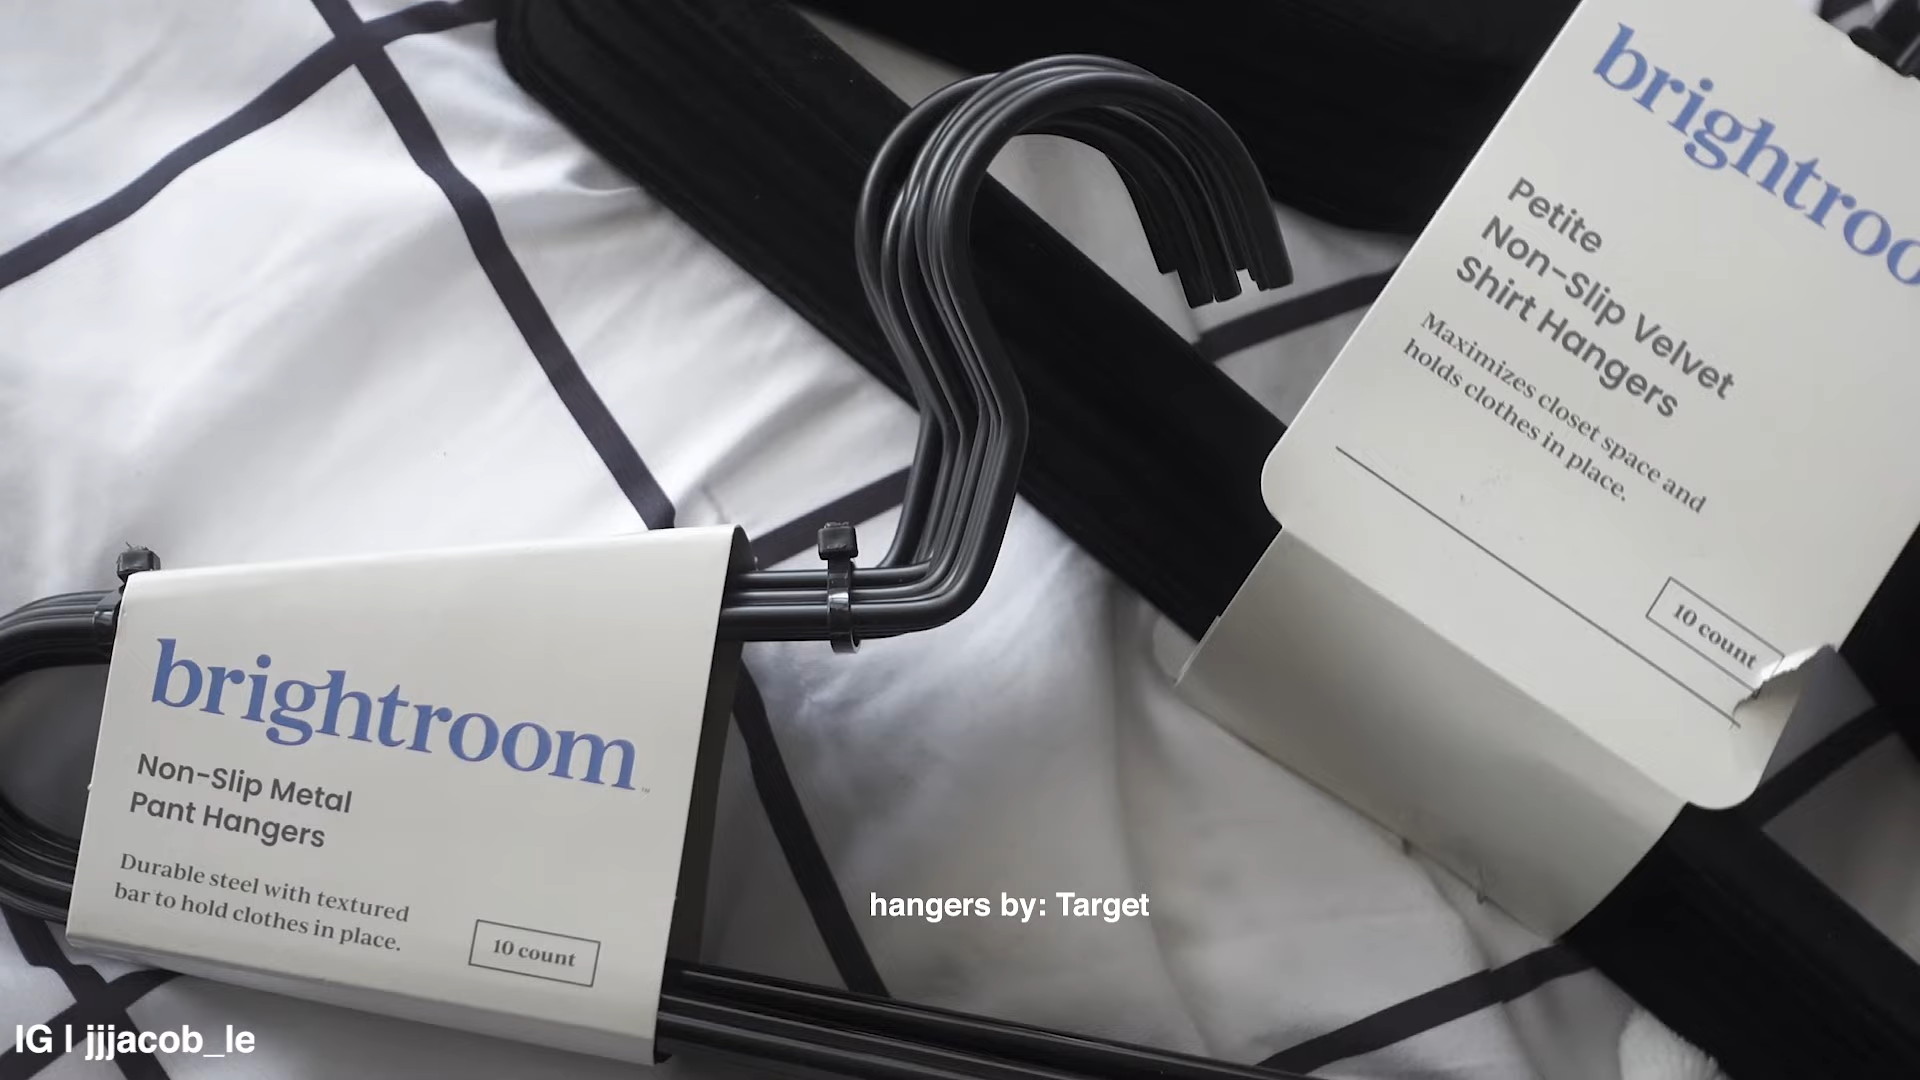 brightroom™
Non-Slip Metal
Pant Hangers
Durable steel with textured
bar to hold clothes in place.
10 count
brightroo
Petite
Non-Slip Velvet
Shirt Hangers
Maximizes closet space and
holds clothes in place.
10 count
hangers by: Target
IG | jjjacob_le